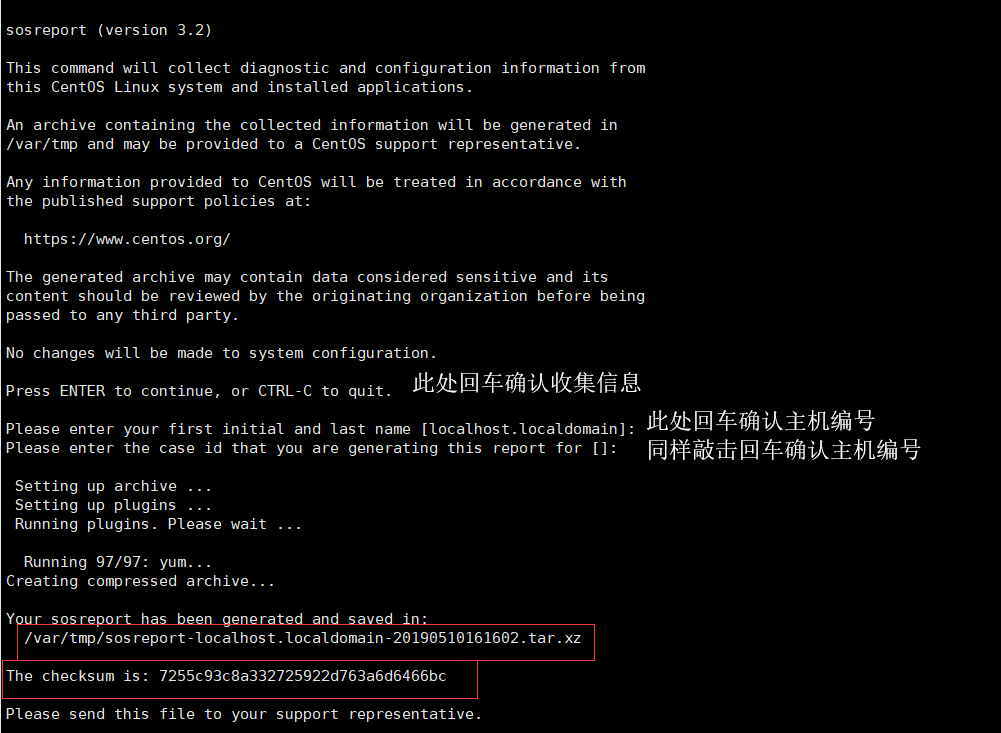 sosreport (version 3.2)
This command will collect diagnostic and configuration information from
this CentOS Linux system and installed applications.
An archive containing the collected information will be generated in
/var/tmp and may be provided to a CentOS support representative.
Any information provided to CentOS will be treated in accordance with
the published support policies at:
https://www.centos.org/
The generated archive may contain data considered sensitive and its
content should be reviewed by the originating organization before being
passed to any third party.
No changes will be made to system configuration.
Press ENTER to continue, or CTRL-C to quit. 此处回车确认收集信息
Please enter your first initial and last name [localhost.localdomain]: 此处回车确认主机编号
Please enter the case id that you are generating this report for []: 同样敲击回车确认主机编号
Setting up archive ...
Setting up plugins ...
Running plugins. Please wait ...
Running 97/97: yum...
Creating compressed archive...
Your sosreport has been generated and saved in:
/var/tmp/sosreport-localhost.localdomain-20190510161602.tar.xz
The checksum is: 7255c93c8a332725922d763a6d6466bc
Please send this file to your support representative.